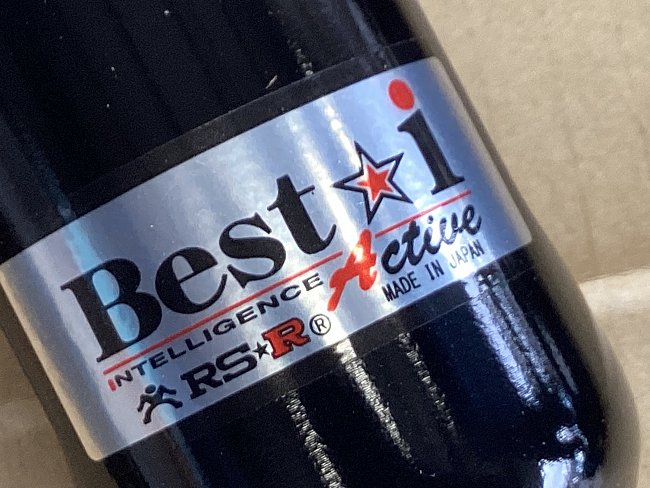 Best☆i
INTELLIGENCE Active
MADE IN JAPAN
RS★R®